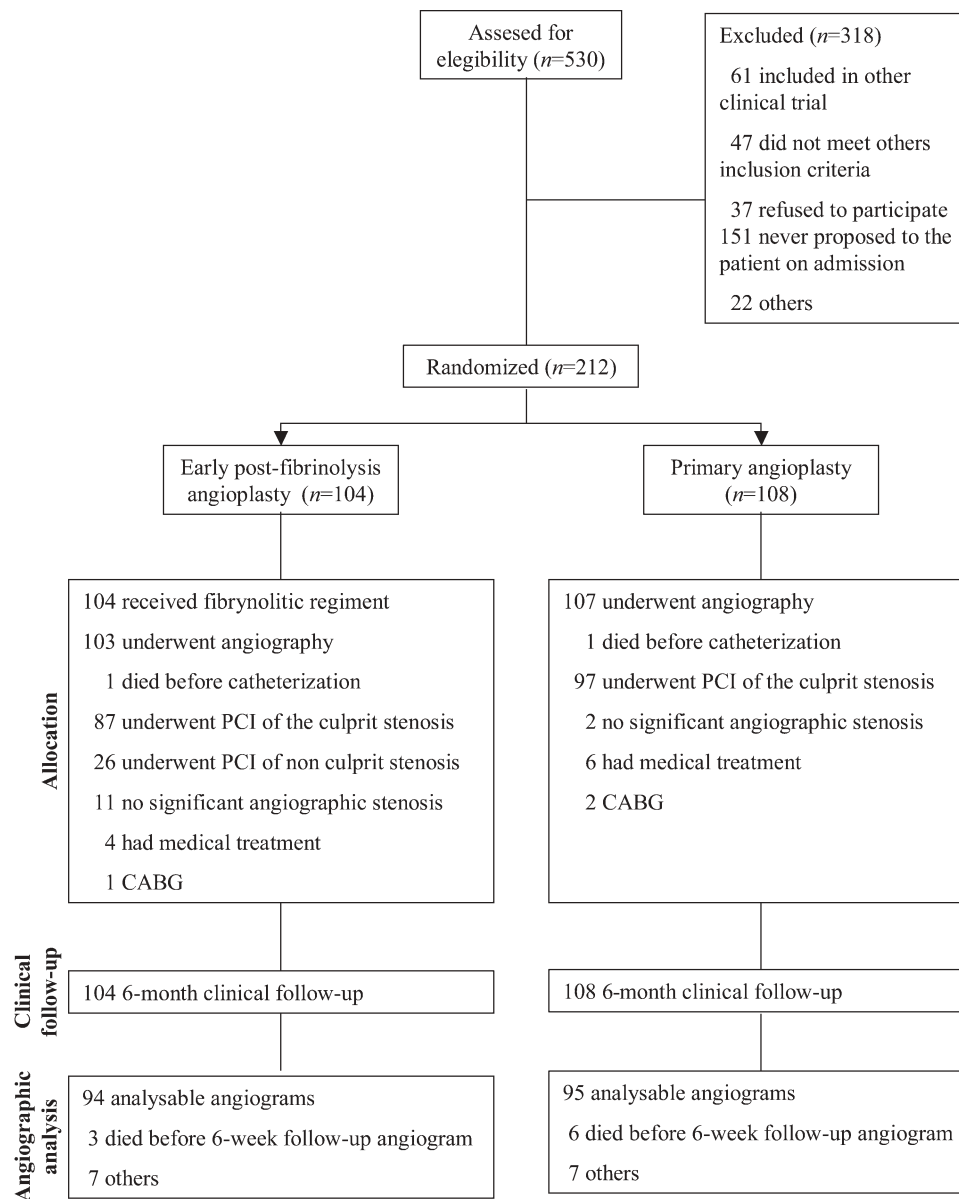 Assesed for
elegibility (n=530)
Excluded (n=318)
61 included in other
clinical trial
47 did not meet others
inclusion criteria
37 refused to participate
151 never proposed to the
patient on admission
22 others
Randomized (n=212)
Early post-fibrinolysis
angioplasty (n=104)
Primary angioplasty
(n=108)
Allocation
104 received fibrynolitic regiment
103 underwent angiography
1 died before catheterization
87 underwent PCI of the culprit stenosis
26 underwent PCI of non culprit stenosis
11 no significant angiographic stenosis
4 had medical treatment
1 CABG
107 underwent angiography
1 died before catheterization
97 underwent PCI of the culprit stenosis
2 no significant angiographic stenosis
6 had medical treatment
2 CABG
Clinical
follow-up
104 6-month clinical follow-up
108 6-month clinical follow-up
Angiographic
analysis
94 analysable angiograms
3 died before 6-week follow-up angiogram
7 others
95 analysable angiograms
6 died before 6-week follow-up angiogram
7 others